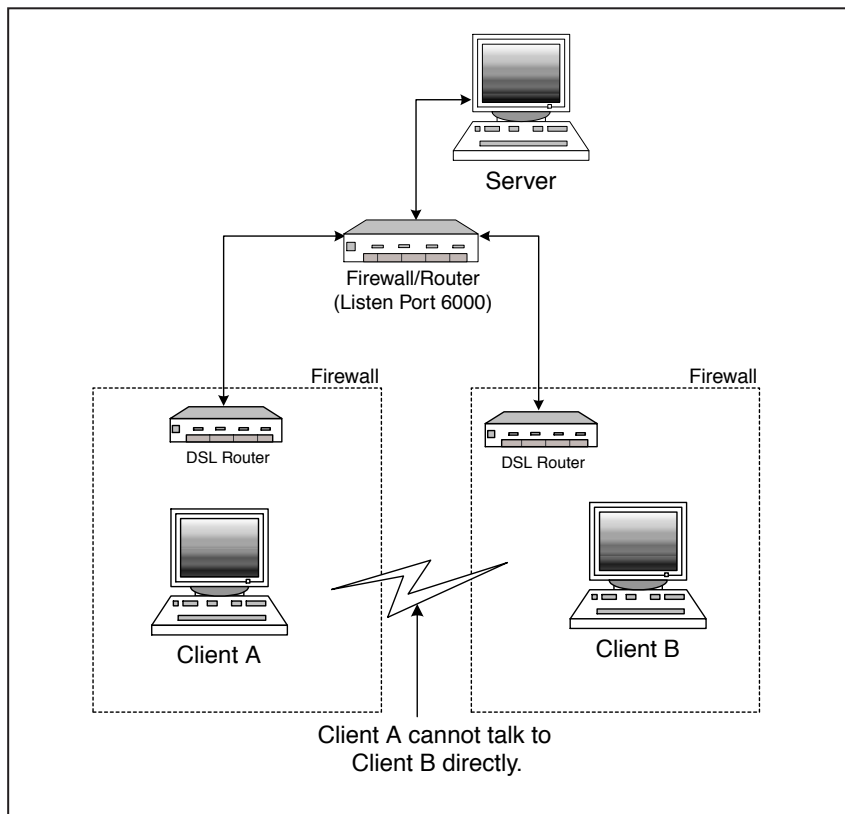 Server
Firewall/Router
(Listen Port 6000)
Firewall
Firewall
DSL Router
DSL Router
Client A
Client B
Client A cannot talk to
Client B directly.